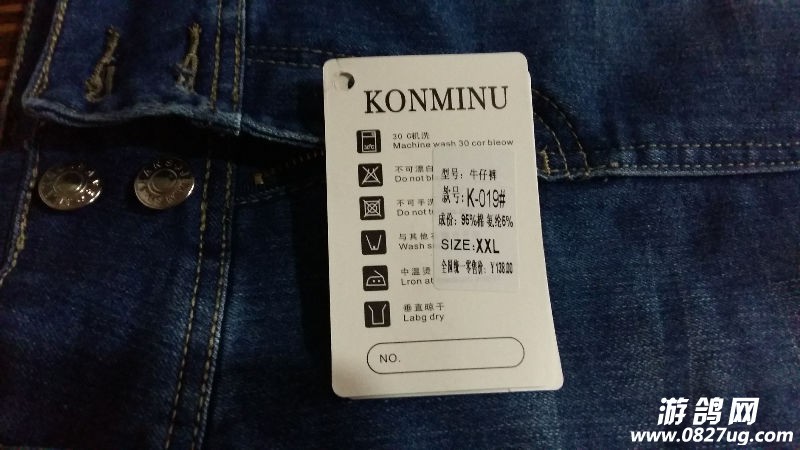 KONMINU
30 C机洗
Machine wash 30 cor bleow
不可漂白
Do not bl
不可手洗
Do not t
与其他
Wash s
中温烫
Lron at
垂直晾干
Labg dry
NO.
型号：牛仔裤
款号：K-019#
成份：95%棉 氨纶5%
SIZE：XXL
全国统一零售价：￥138.00
游鸽网
www.0827ug.com